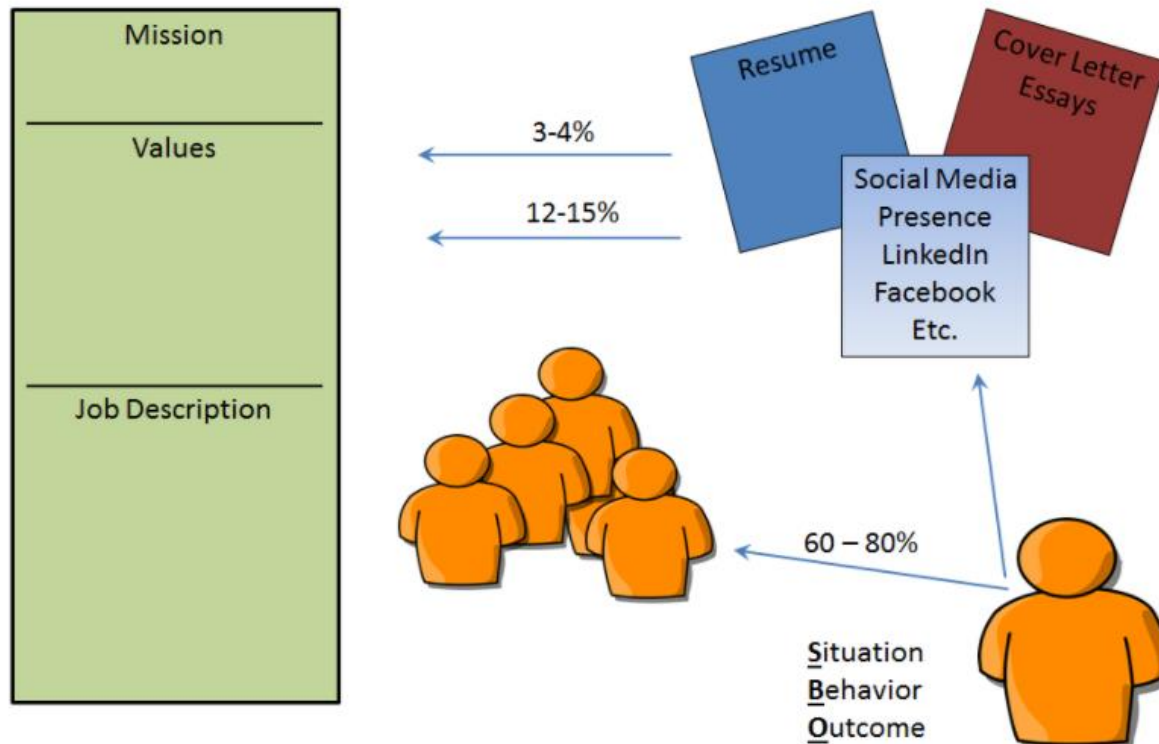 Mission
Values
Job Description
3-4%
12-15%
Resume
Cover Letter
Essays
Social Media
Presence
LinkedIn
Facebook
Etc.
60 – 80%
Situation
Behavior
Outcome